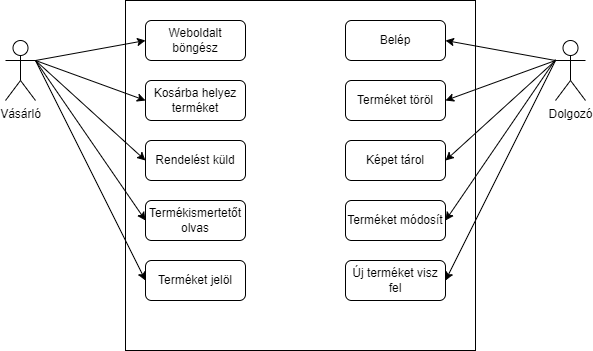 Weboldalt
böngész
Kosárba helyez
terméket
Rendelést küld
Termékismertetőt
olvas
Terméket jelöl
Belép
Terméket töröl
Képet tárol
Terméket módosít
Új terméket visz
fel
Vásárló
Dolgozó